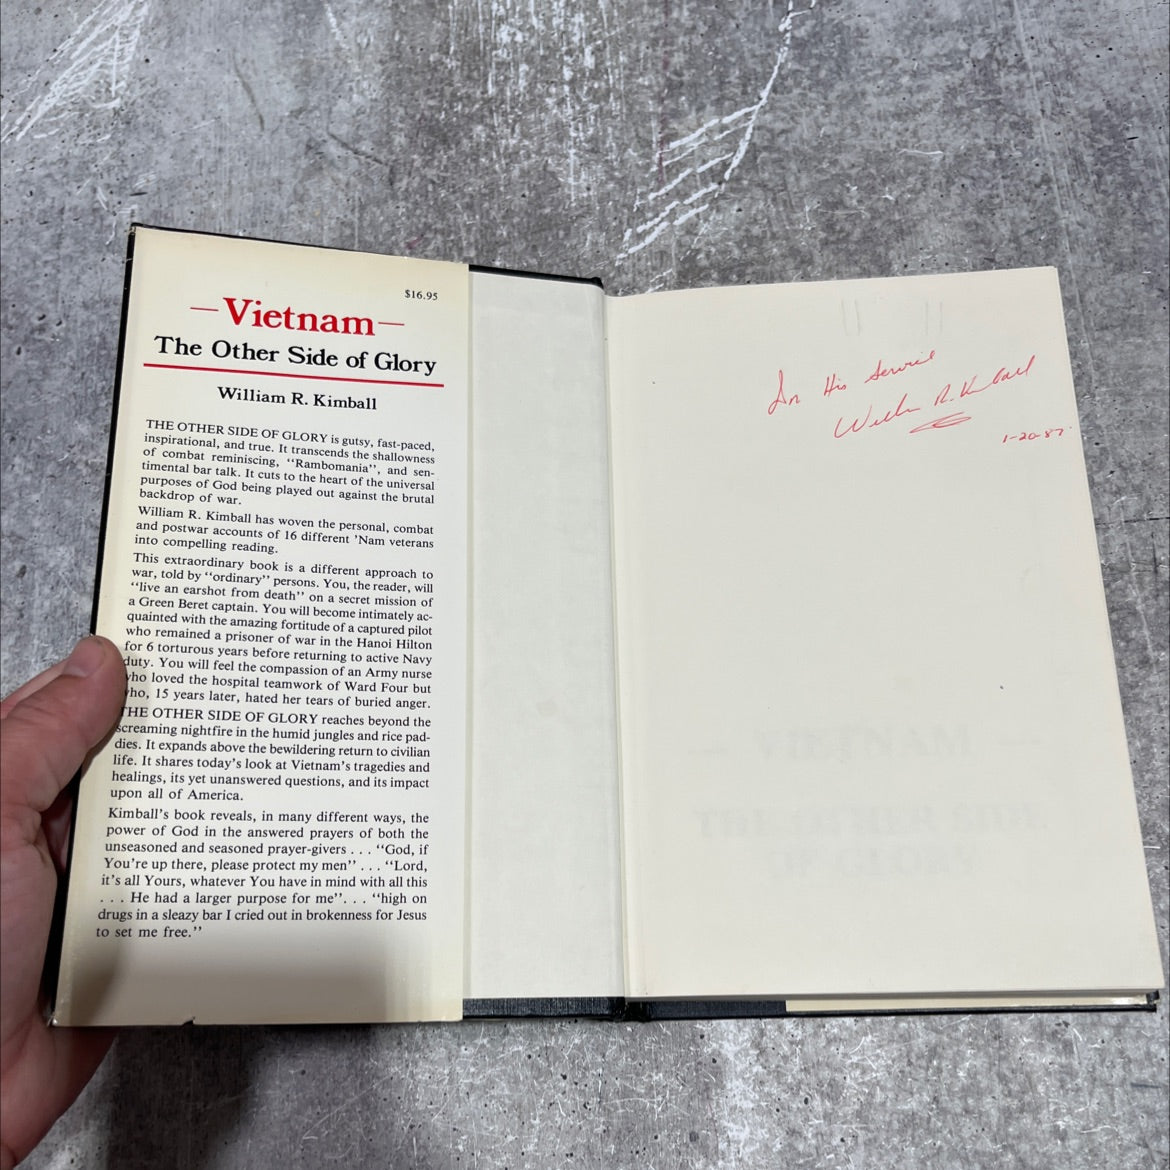 $16.95
—Vietnam—
The Other Side of Glory
William R. Kimball
THE OTHER SIDE OF GLORY is gutsy, fast-paced,
inspirational, and true. It transcends the shallowness
of combat reminiscing, "Rambomania", and sen-
timental bar talk. It cuts to the heart of the universal
purposes of God being played out against the brutal
backdrop of war.
William R. Kimball has woven the personal, combat
and postwar accounts of 16 different 'Nam veterans
into compelling reading.
This extraordinary book is a different approach to
war, told by "ordinary" persons. You, the reader, will
"live an earshot from death" on a secret mission of
a Green Beret captain. You will become intimately ac-
quainted with the amazing fortitude of a captured pilot
who remained a prisoner of war in the Hanoi Hilton
for 6 torturous years before returning to active Navy
duty. You will feel the compassion of an Army nurse
who loved the hospital teamwork of Ward Four but
who, 15 years later, hated her tears of buried anger.
THE OTHER SIDE OF GLORY reaches beyond the
screaming nightfire in the humid jungles and rice pad-
dies. It expands above the bewildering return to civilian
life. It shares today's look at Vietnam's tragedies and
healings, its yet unanswered questions, and its impact
upon all of America.
Kimball's book reveals, in many different ways, the
power of God in the answered prayers of both the
unseasoned and seasoned prayer-givers . . . "God, if
You're up there, please protect my men" . . . "Lord,
it's all Yours, whatever You have in mind with all this
. . . He had a larger purpose for me". . . "high on
drugs in a sleazy bar I cried out in brokenness for Jesus
to set me free."
In His Service
William R. Kimball
1-20-87
— VIETNAM —
THE OTHER SIDE
OF GLORY